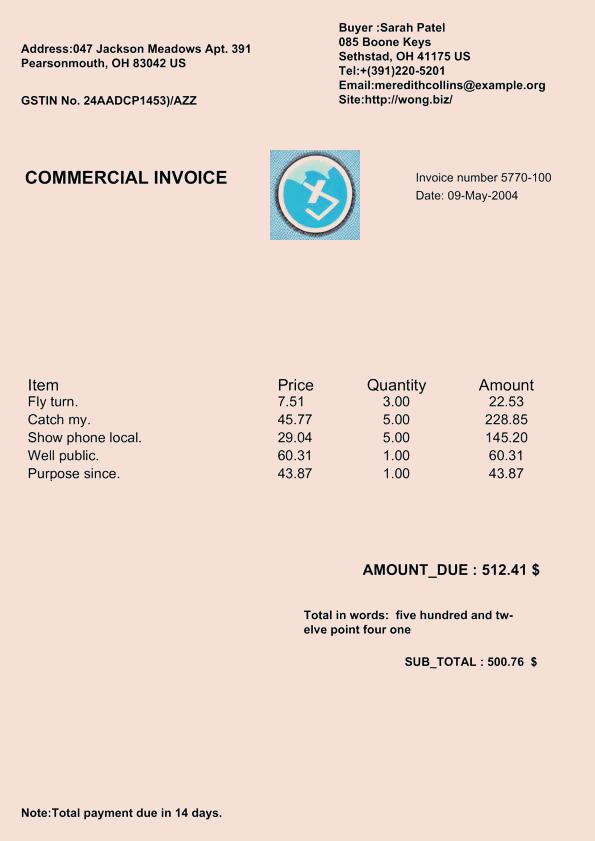 Address:047 Jackson Meadows Apt. 391
Pearsonmouth, OH 83042 US
GSTIN No. 24AADCP1453)/AZZ
Buyer :Sarah Patel
085 Boone Keys
Sethstad, OH 41175 US
Tel:+(391)220-5201
Email:meredithcollins@example.org
Site:http://wong.biz/
COMMERCIAL INVOICE
Invoice number 5770-100
Date: 09-May-2004
Item Price Quantity Amount
Fly turn. 7.51 3.00 22.53
Catch my. 45.77 5.00 228.85
Show phone local. 29.04 5.00 145.20
Well public. 60.31 1.00 60.31
Purpose since. 43.87 1.00 43.87
AMOUNT_DUE : 512.41 $
Total in words: five hundred and tw-
elve point four one
SUB_TOTAL : 500.76 $
Note:Total payment due in 14 days.